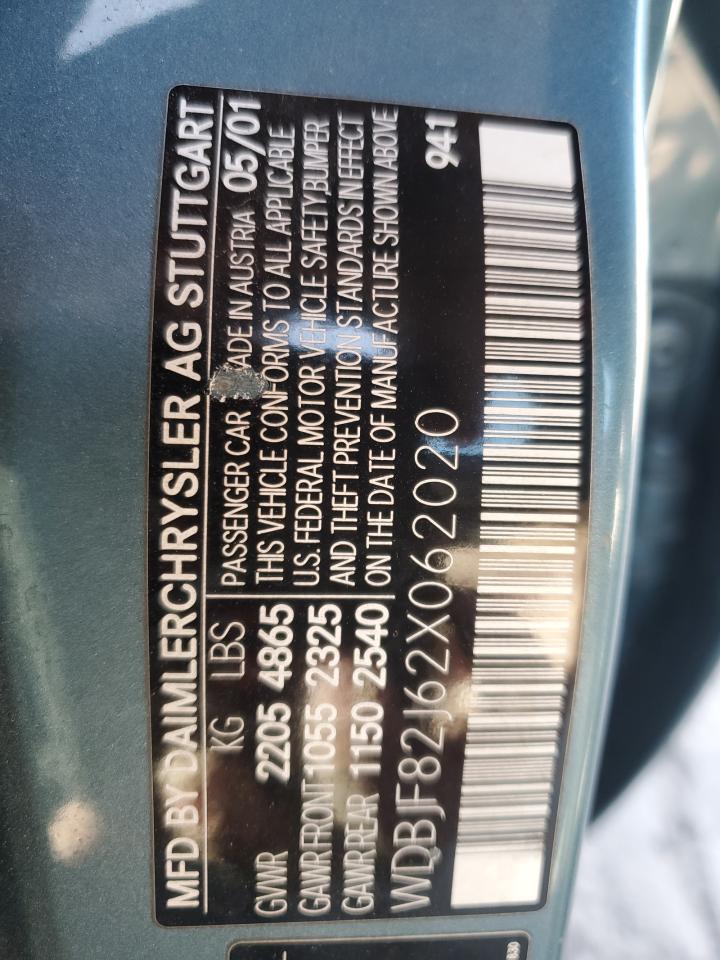 MFD BY DAIMLERCHRYSLER AG STUTTGART
KG LBS
GVWR 2205 4865
GAWR FRONT 1055 2325
GAWR REAR 1150 2540
PASSENGER CAR MADE IN AUSTRIA 05/01
THIS VEHICLE CONFORMS TO ALL APPLICABLE
U.S. FEDERAL MOTOR VEHICLE SAFETY, BUMPER
AND THEFT PREVENTION STANDARDS IN EFFECT
ON THE DATE OF MANUFACTURE SHOWN ABOVE
WDBJF82J62X062020
941